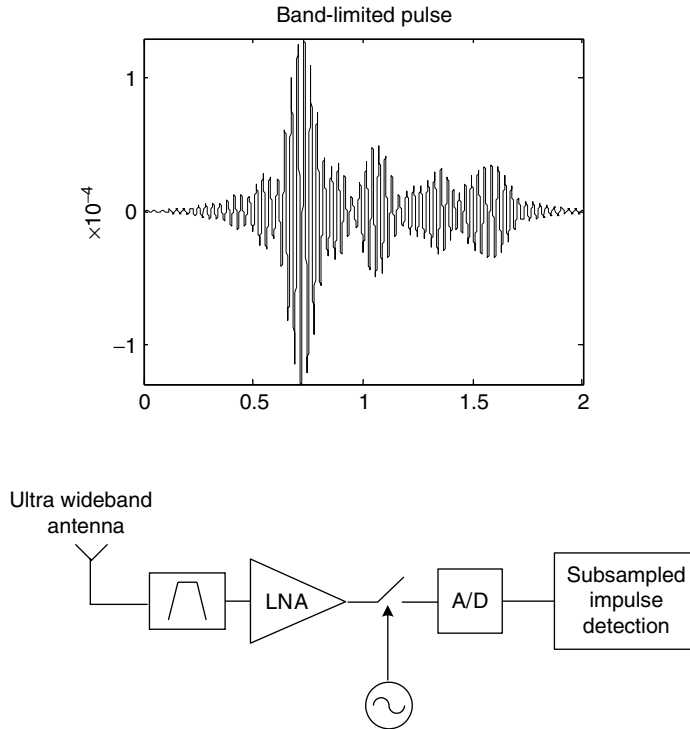 Band-limited pulse
1
×10⁻⁴
0
−1
0 0.5 1 1.5 2
Ultra wideband
antenna
LNA
A/D
Subsampled
impulse
detection